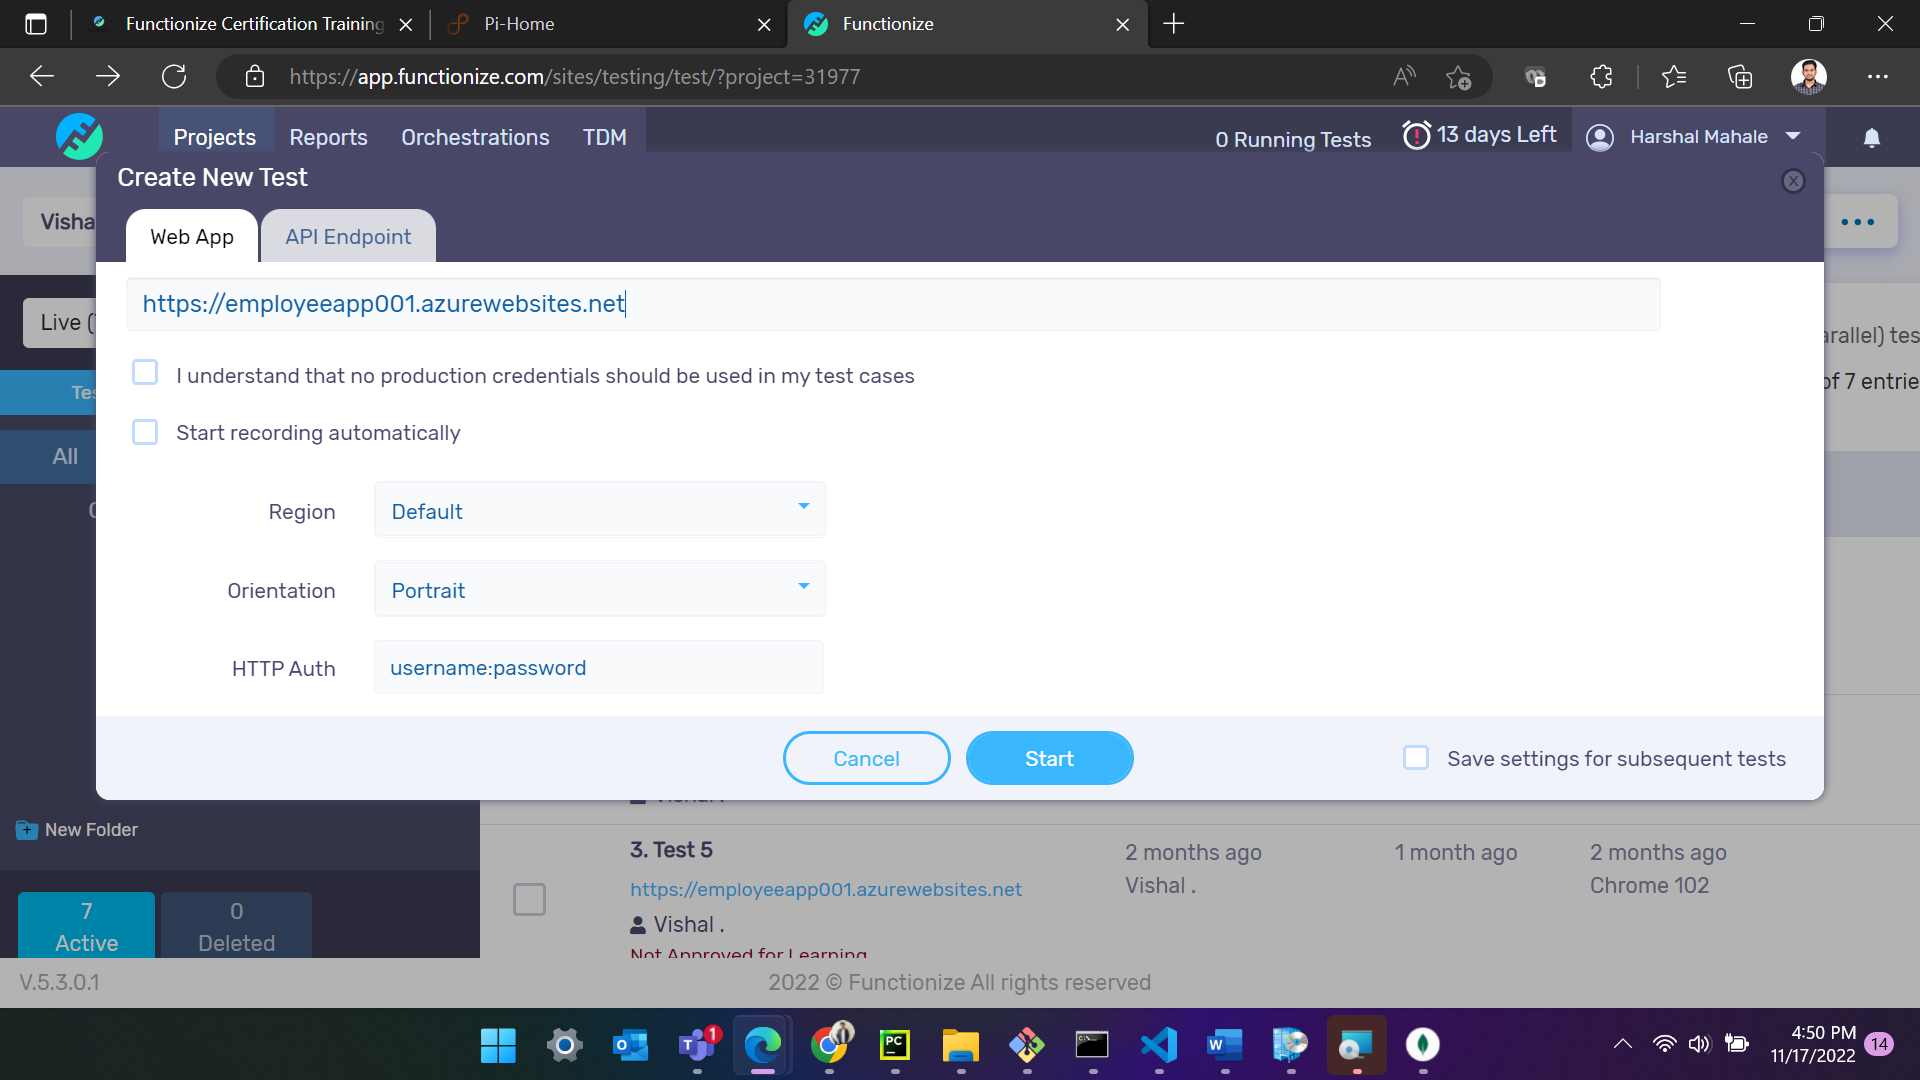 Functionize Certification Training
Pi-Home
Functionize
https://app.functionize.com/sites/testing/test/?project=31977
Projects
Reports
Orchestrations
TDM
0 Running Tests
13 days Left
Harshal Mahale
Create New Test
Web App
API Endpoint
Visha
https://employeeapp001.azurewebsites.net
Live (
arallel) tes
I understand that no production credentials should be used in my test cases
of 7 entrie
Tes
Start recording automatically
All
Region
Default
Orientation
Portrait
HTTP Auth
username:password
Cancel
Start
Save settings for subsequent tests
New Folder
3. Test 5
2 months ago
1 month ago
2 months ago
https://employeeapp001.azurewebsites.net
Vishal .
Chrome 102
Vishal .
Not Approved for Learning
7
Active
0
Deleted
V.5.3.0.1
2022 © Functionize All rights reserved
1
PC
4:50 PM
11/17/2022
14